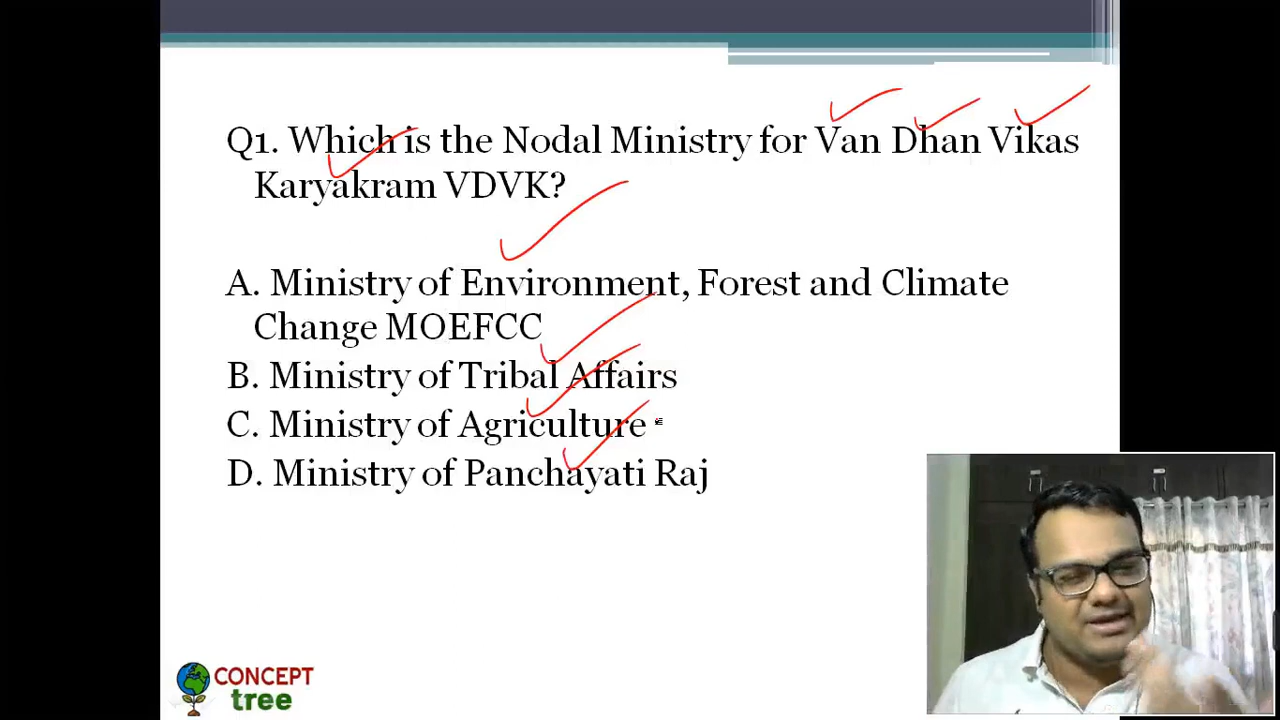 Q1. Which is the Nodal Ministry for Van Dhan Vikas
Karyakram VDVK?
A. Ministry of Environment, Forest and Climate
Change MOEFCC
B. Ministry of Tribal Affairs
C. Ministry of Agriculture
D. Ministry of Panchayati Raj
CONCEPT
tree